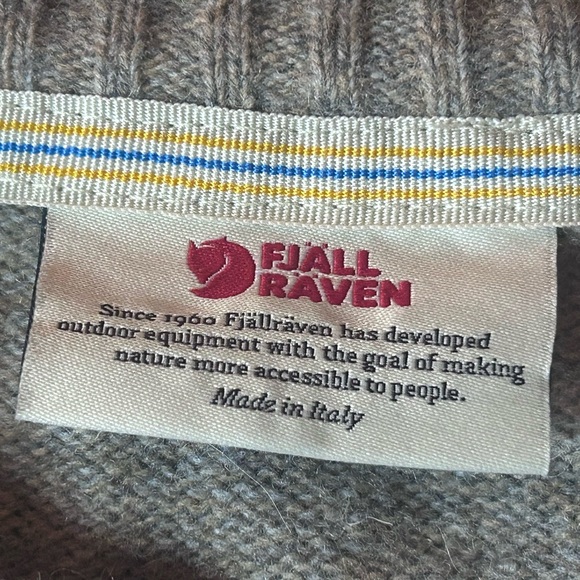 FJÄLL
RÄVEN
Since 1960 Fjällräven has developed
outdoor equipment with the goal of making
nature more accessible to people.
Made in Italy